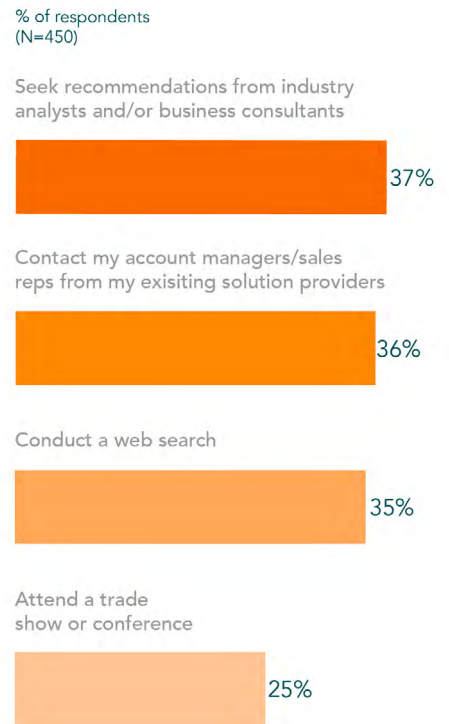 % of respondents
(N=450)
Seek recommendations from industry
analysts and/or business consultants
37%
Contact my account managers/sales
reps from my exisiting solution providers
36%
Conduct a web search
35%
Attend a trade
show or conference
25%